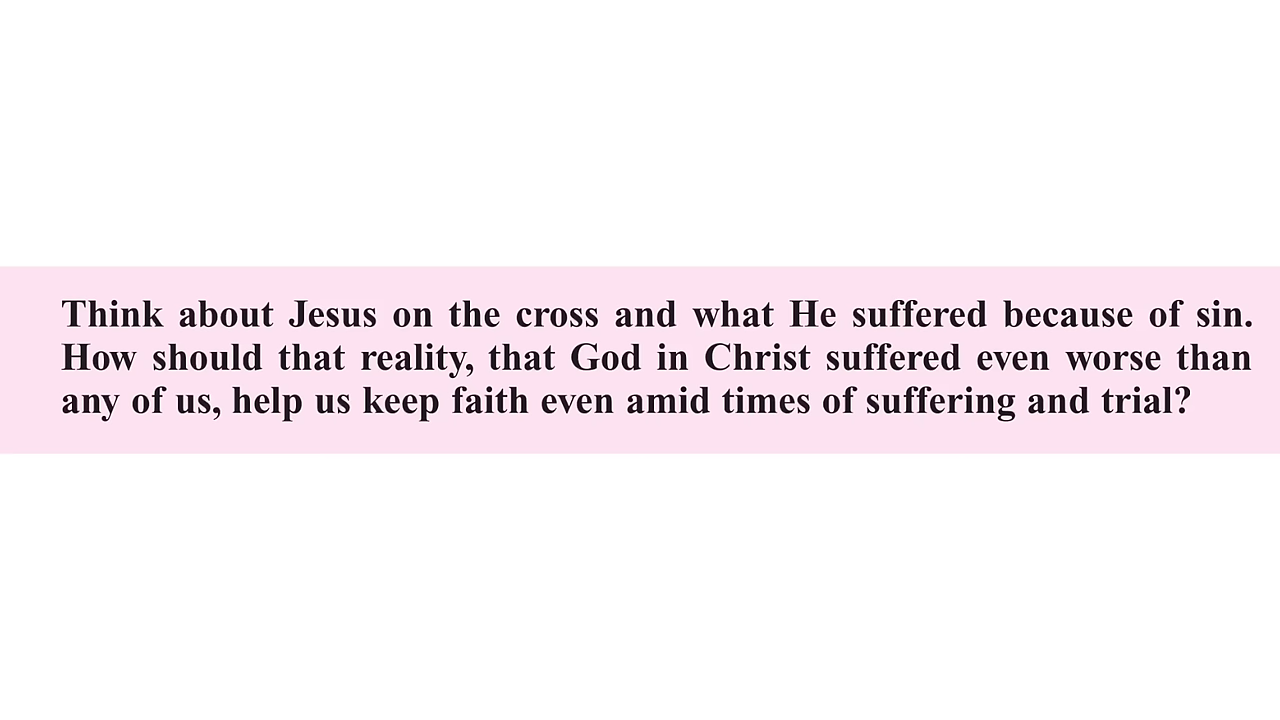 Think about Jesus on the cross and what He suffered because of sin.
How should that reality, that God in Christ suffered even worse than
any of us, help us keep faith even amid times of suffering and trial?